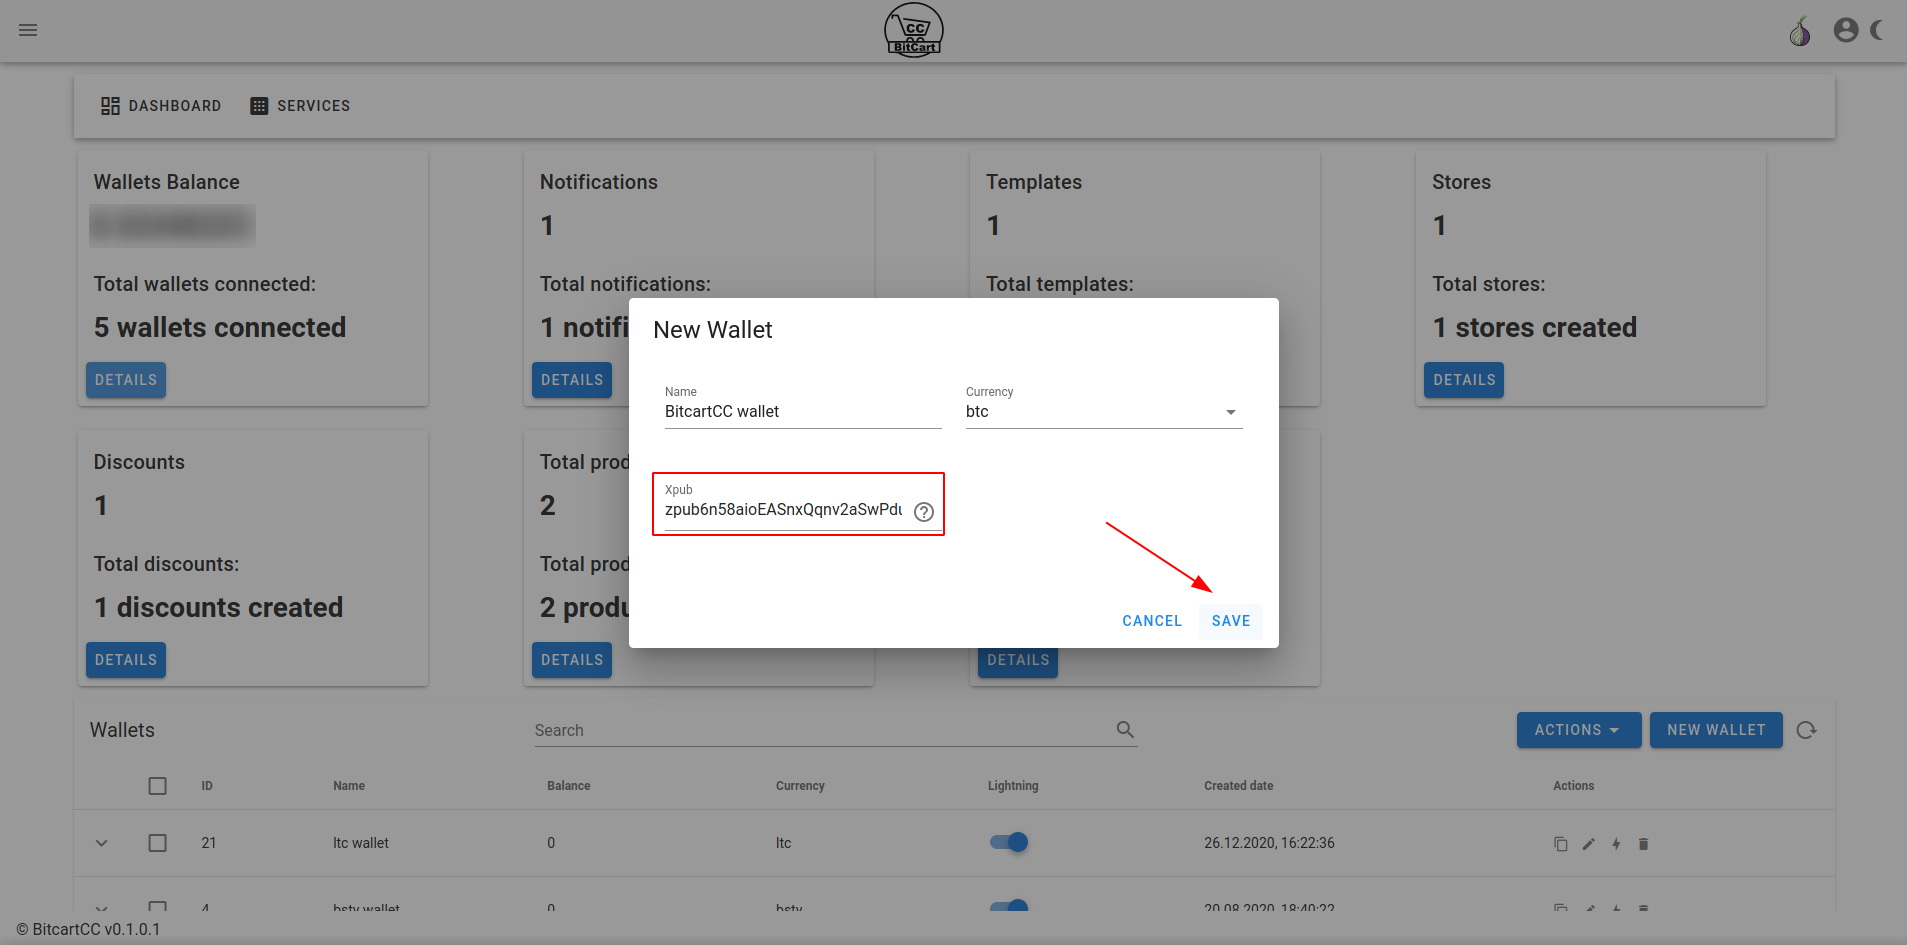 CC
BitCart
DASHBOARD
SERVICES
Wallets Balance
Total wallets connected:
5 wallets connected
DETAILS
Notifications
1
Total notifications:
1 notifi
DETAILS
Templates
1
Total templates:
Stores
1
Total stores:
1 stores created
DETAILS
New Wallet
Name
BitcartCC wallet
Currency
btc
Xpub
zpub6n58aioEASnxQqnv2aSwPdu
CANCEL
SAVE
Discounts
1
Total discounts:
1 discounts created
DETAILS
Total prod
2
Total prod
2 produ
DETAILS
DETAILS
Wallets
Search
ACTIONS
NEW WALLET
ID Name Balance Currency Lightning Created date Actions
21 ltc wallet 0 ltc 26.12.2020, 16:22:36
4 bsty wallet 0 bsty 20.08.2020, 18:40:22
© BitcartCC v0.1.0.1